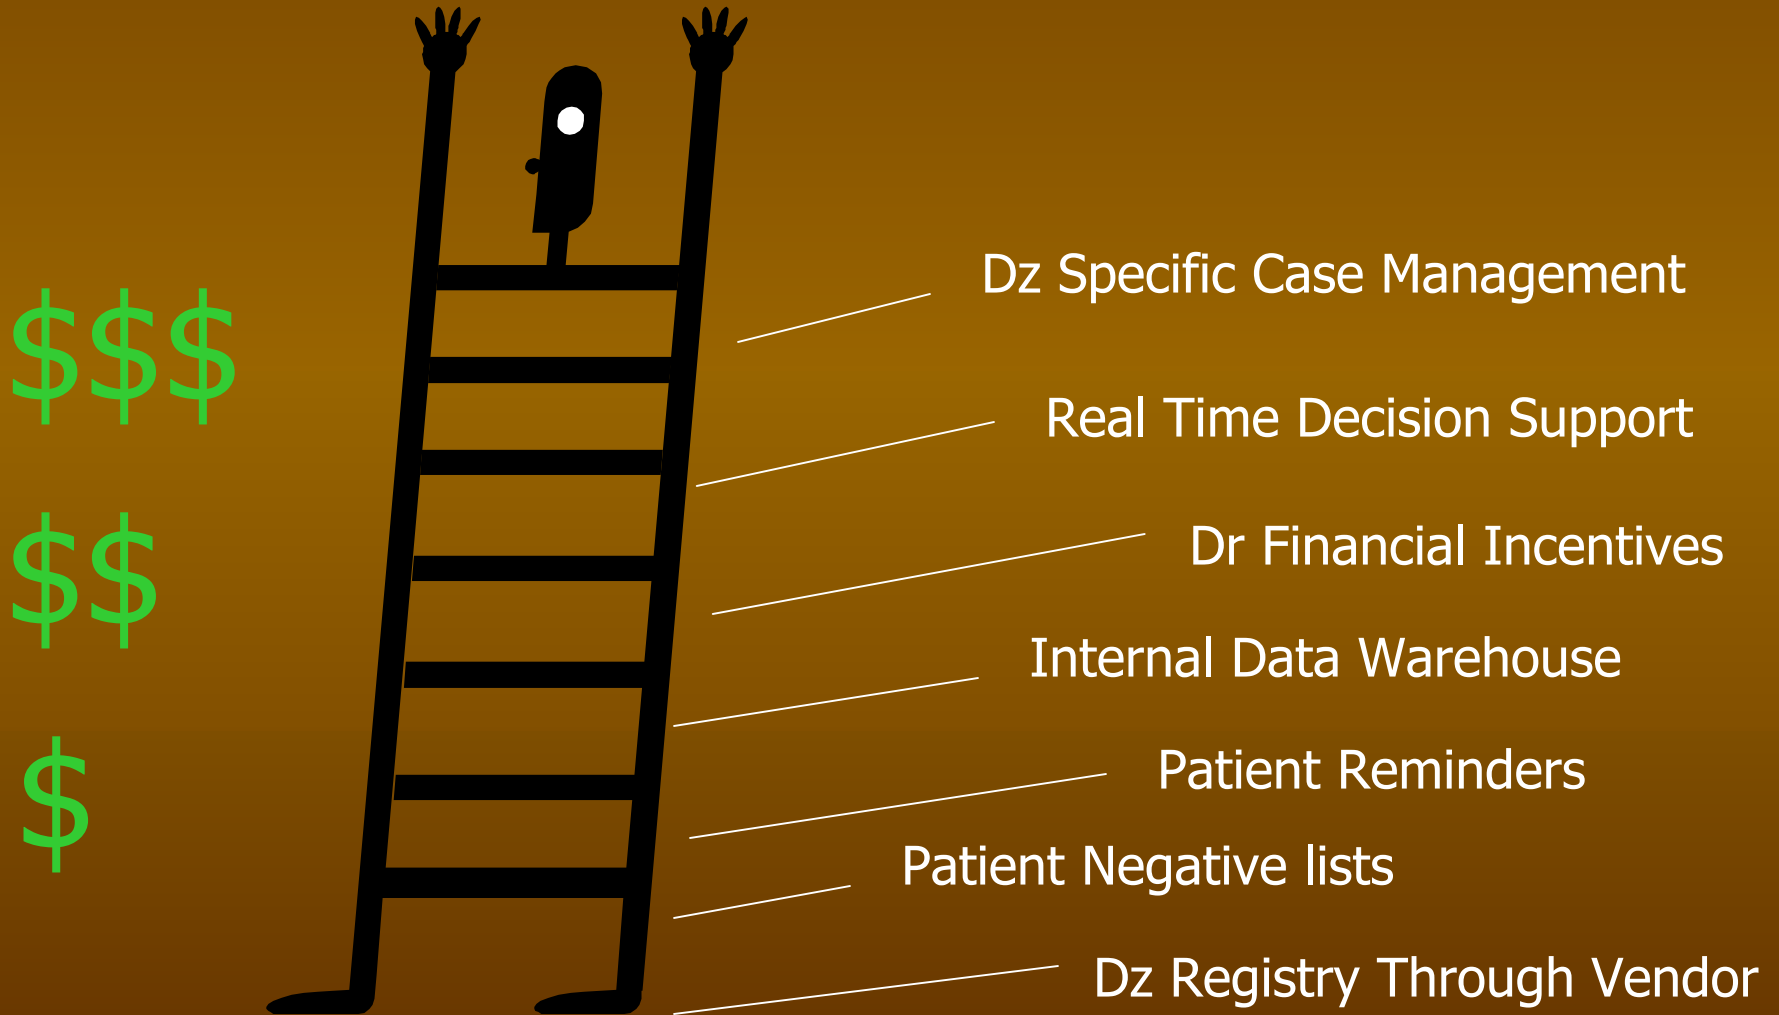 Dz Specific Case Management
$$$
Real Time Decision Support
Dr Financial Incentives
$$
Internal Data Warehouse
Patient Reminders
$
Patient Negative lists
Dz Registry Through Vendor